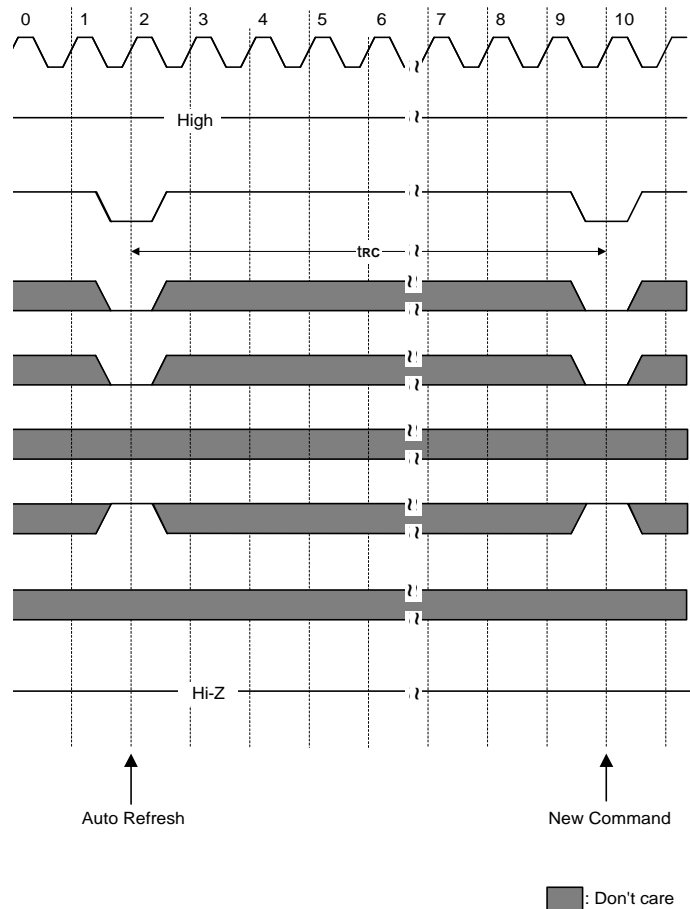 0 1 2 3 4 5 6 7 8 9 10
High
tRC
Hi-Z
Auto Refresh New Command
: Don't care